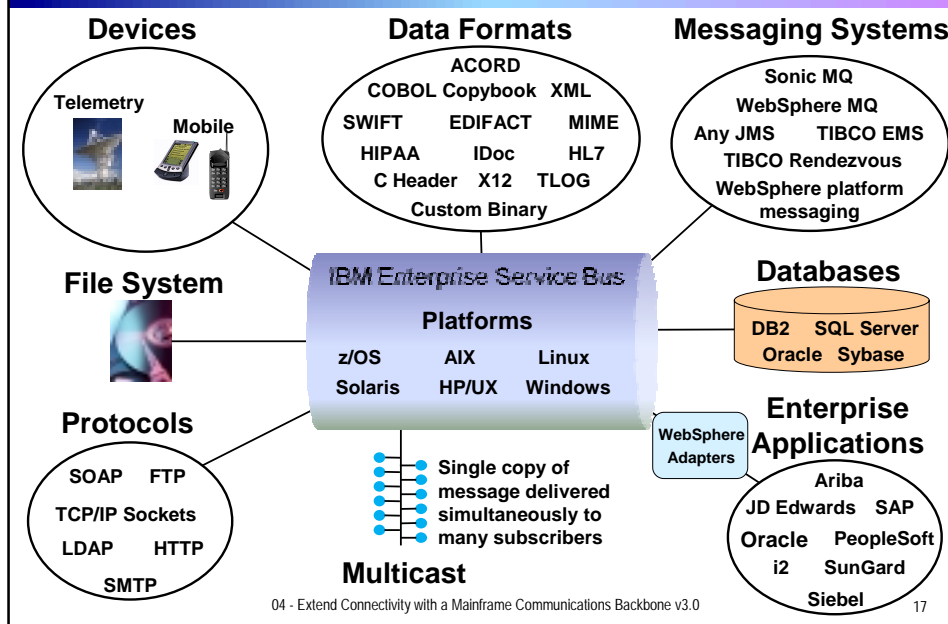 Devices
Telemetry
Mobile
Data Formats
ACORD
COBOL Copybook XML
SWIFT EDIFACT MIME
HIPAA IDoc HL7
C Header X12 TLOG
Custom Binary
Messaging Systems
Sonic MQ
WebSphere MQ
Any JMS TIBCO EMS
TIBCO Rendezvous
WebSphere platform
messaging
File System
IBM Enterprise Service Bus
Platforms
z/OS AIX Linux
Solaris HP/UX Windows
Databases
DB2 SQL Server
Oracle Sybase
Protocols
SOAP FTP
TCP/IP Sockets
LDAP HTTP
SMTP
Single copy of
message delivered
simultaneously to
many subscribers
Multicast
WebSphere
Adapters
Enterprise
Applications
Ariba
JD Edwards SAP
Oracle PeopleSoft
i2 SunGard
Siebel
04 - Extend Connectivity with a Mainframe Communications Backbone v3.0
17